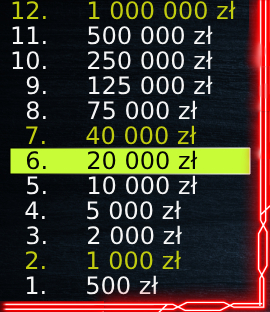 12. 1 000 000 zł
11. 500 000 zł
10. 250 000 zł
9. 125 000 zł
8. 75 000 zł
7. 40 000 zł
6. 20 000 zł
5. 10 000 zł
4. 5 000 zł
3. 2 000 zł
2. 1 000 zł
1. 500 zł